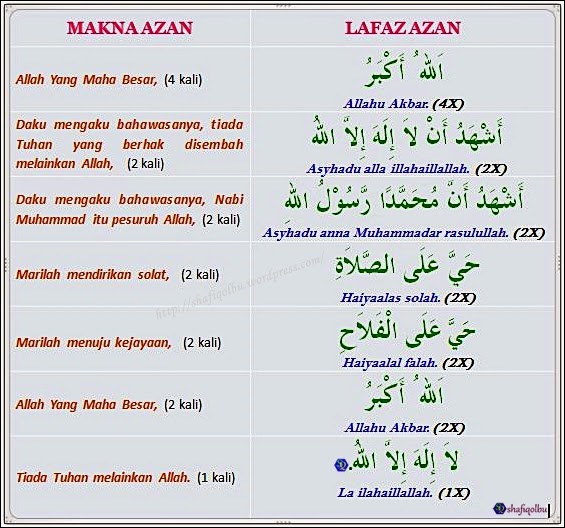 MAKNA AZAN
LAFAZ AZAN
Allah Yang Maha Besar, (4 kali)
اَللهُ أَكْبَرُ
Allahu Akbar. (4X)
Daku mengaku bahawasanya, tiada
Tuhan yang berhak disembah
melainkan Allah, (2 kali)
أَشْهَدُ أَنْ لاَ إِلَهَ إِلاَّ اللهُ
Asyhadu alla illahaillallah. (2X)
Daku mengaku bahawasanya, Nabi
Muhammad itu pesuruh Allah, (2 kali)
أَشْهَدُ أَنَّ مُحَمَّدًا رَّسُوْلُ اللهِ
Asyhadu anna Muhammadar rasulullah. (2X)
Marilah mendirikan solat, (2 kali)
حَيَّ عَلَى الصَّلاَةِ
Haiyaalas solah. (2X)
Marilah menuju kejayaan, (2 kali)
حَيَّ عَلَى الْفَلاَحِ
Haiyaalal falah. (2X)
Allah Yang Maha Besar, (2 kali)
اَللهُ أَكْبَرُ
Allahu Akbar. (2X)
Tiada Tuhan melainkan Allah. (1 kali)
لاَ إِلَهَ إِلاَّ اللهُ.
La ilahaillallah. (1X)
http://shafiqolbu.wordpress.com/
shafiqolbu